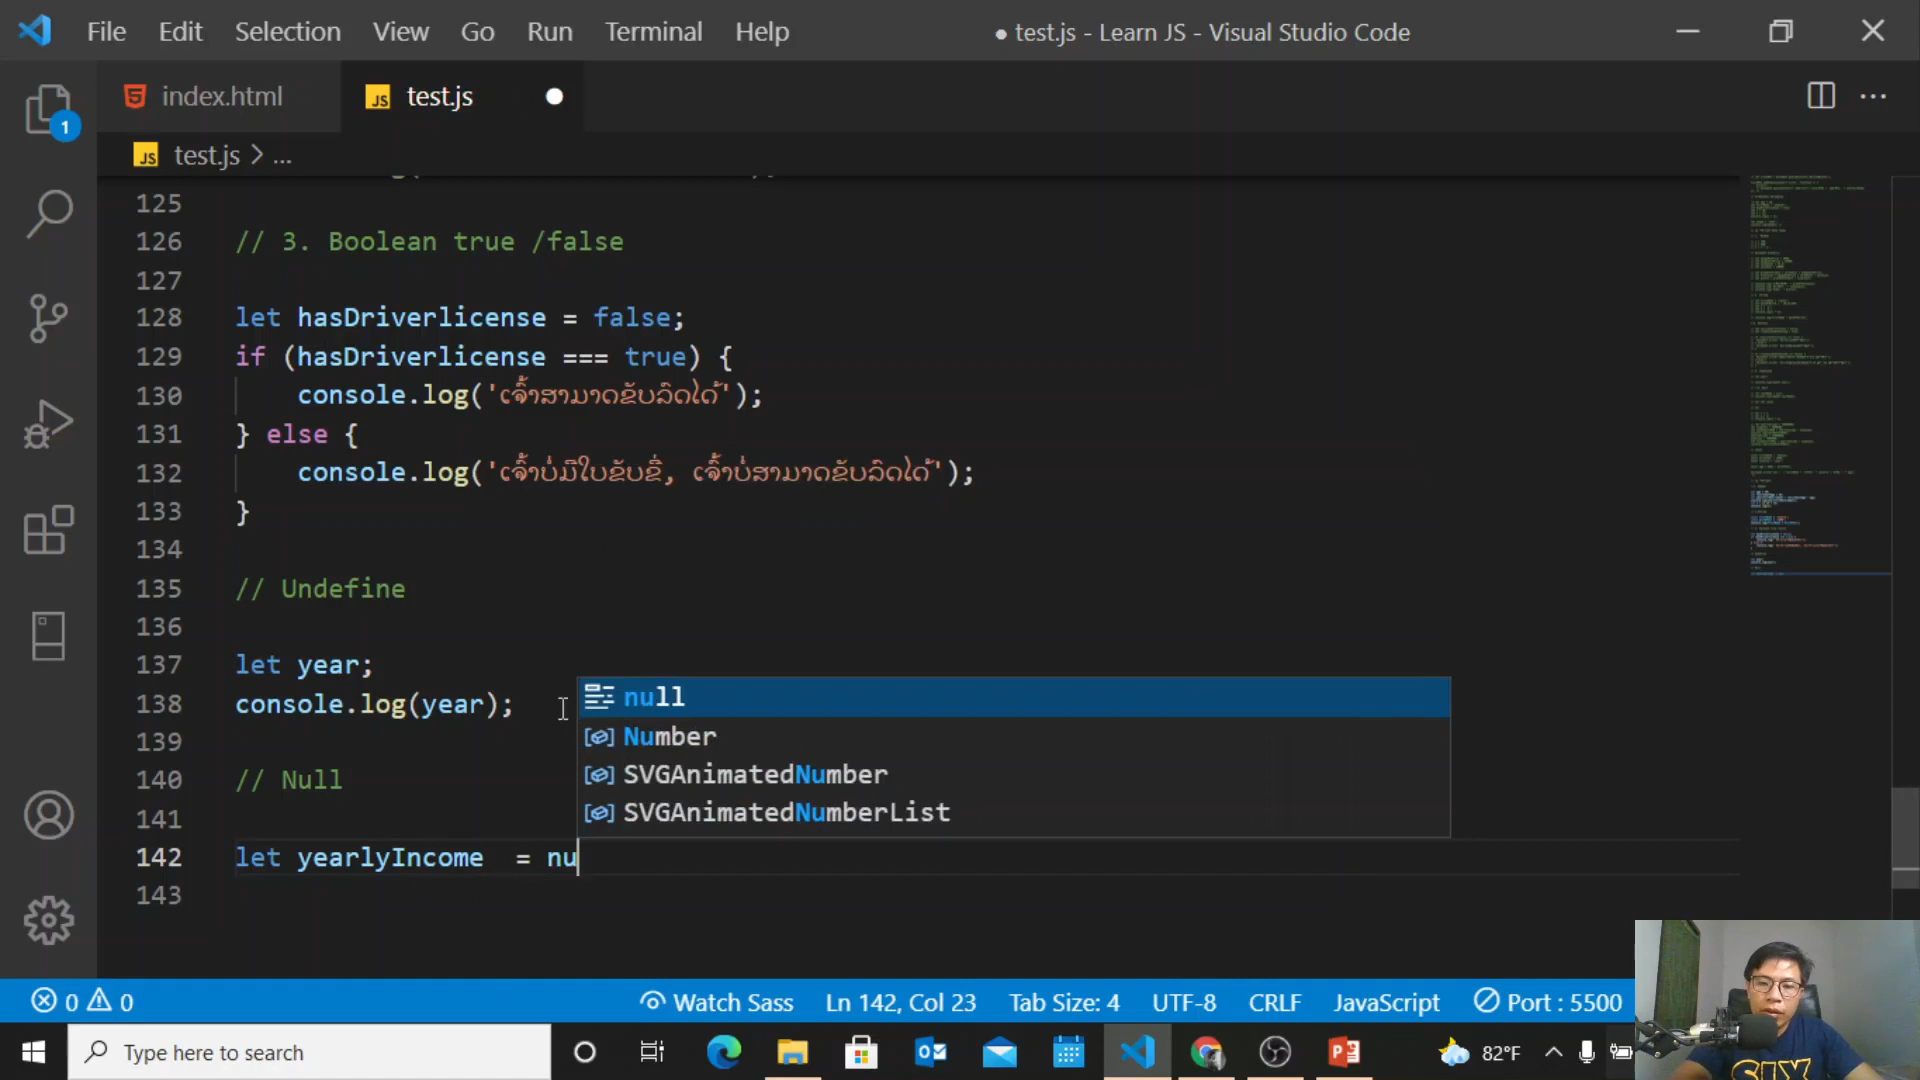 File Edit Selection View Go Run Terminal Help
● test.js - Learn JS - Visual Studio Code
index.html
JS test.js
JS test.js > ...
1
125
126 // 3. Boolean true /false
127
128 let hasDriverlicense = false;
129 if (hasDriverlicense === true) {
130 console.log('ເຈົ້າສາມາດຂັບລົດໄດ້');
131 } else {
132 console.log('ເຈົ້າບໍ່ມີໃບຂັບຂີ່, ເຈົ້າບໍ່ສາມາດຂັບລົດໄດ້');
133 }
134
135 // Undefine
136
137 let year;
138 console.log(year);
139
140 // Null
141
142 let yearlyIncome  = nu
143
null
Number
SVGAnimatedNumber
SVGAnimatedNumberList
0 0 Watch Sass Ln 142, Col 23 Tab Size: 4 UTF-8 CRLF JavaScript Port : 5500
Type here to search
82°F